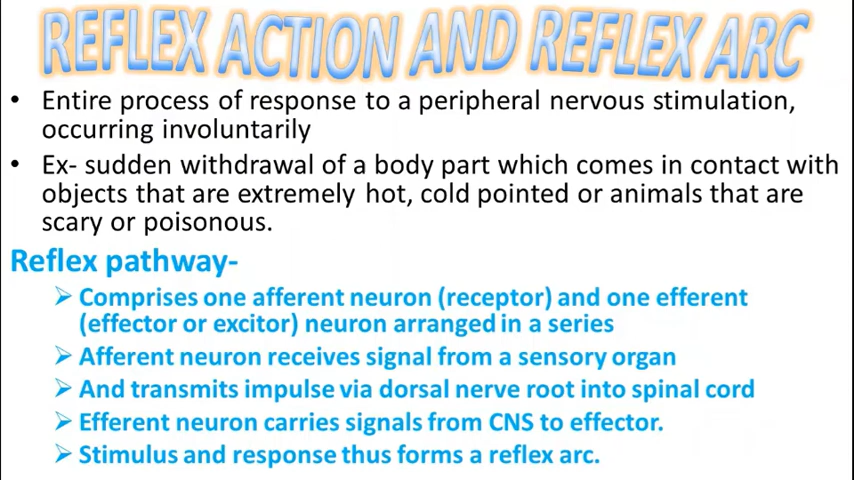 REFLEX ACTION AND REFLEX ARC
• Entire process of response to a peripheral nervous stimulation,
occurring involuntarily
• Ex- sudden withdrawal of a body part which comes in contact with
objects that are extremely hot, cold pointed or animals that are
scary or poisonous.
Reflex pathway-
➢ Comprises one afferent neuron (receptor) and one efferent
(effector or excitor) neuron arranged in a series
➢ Afferent neuron receives signal from a sensory organ
➢ And transmits impulse via dorsal nerve root into spinal cord
➢ Efferent neuron carries signals from CNS to effector.
➢ Stimulus and response thus forms a reflex arc.